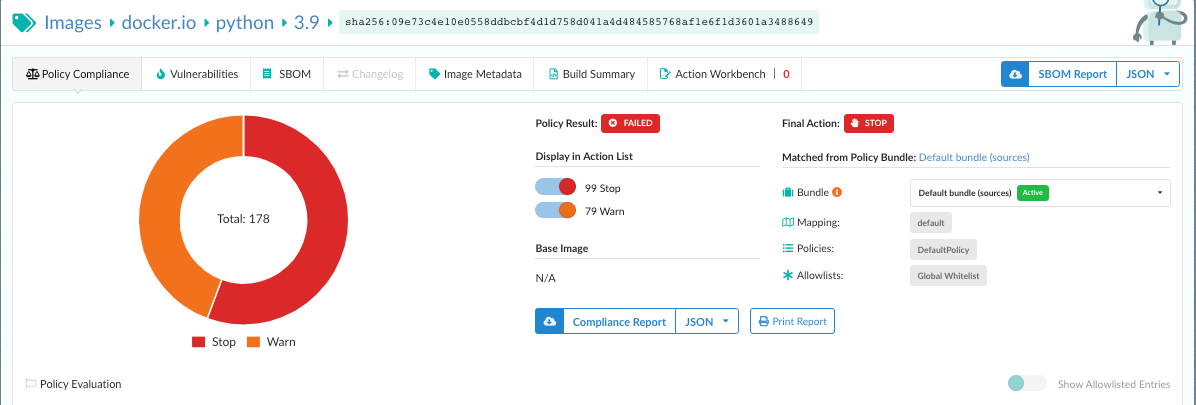 Images docker.io python 3.9 sha256:09e73c4e10e0558ddbcbf4d1d758d041a4d484585768af1e6f1d3601a3488649
Policy Compliance Vulnerabilities SBOM Changelog Image Metadata Build Summary Action Workbench | 0 SBOM Report JSON
Total: 178
Stop Warn
Policy Result: FAILED
Display in Action List
99 Stop
79 Warn
Base Image
N/A
Compliance Report JSON Print Report
Final Action: STOP
Matched from Policy Bundle: Default bundle (sources)
Bundle Default bundle (sources) Active
Mapping: default
Policies: DefaultPolicy
Allowlists: Global Whitelist
Policy Evaluation Show Allowlisted Entries